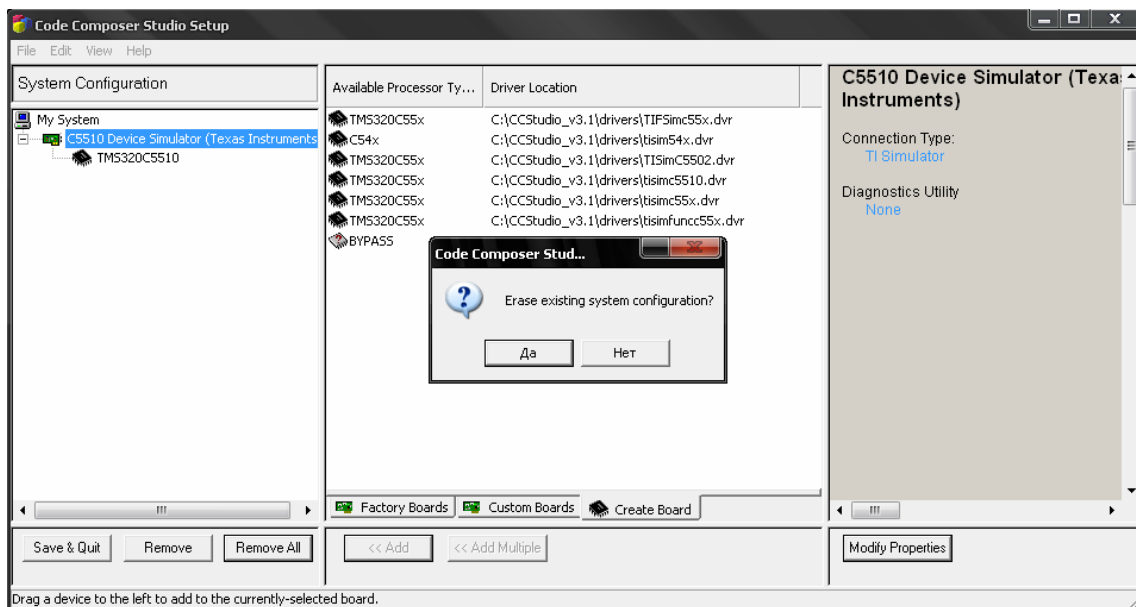 Code Composer Studio Setup
File Edit View Help
System Configuration
My System
C5510 Device Simulator (Texas Instruments
TMS320C5510
Available Processor Ty... Driver Location
TMS320C55x C:\CCStudio_v3.1\drivers\TIFSimc55x.dvr
C54x C:\CCStudio_v3.1\drivers\tisim54x.dvr
TMS320C55x C:\CCStudio_v3.1\drivers\TISimC5502.dvr
TMS320C55x C:\CCStudio_v3.1\drivers\tisimc5510.dvr
TMS320C55x C:\CCStudio_v3.1\drivers\tisimc55x.dvr
TMS320C55x C:\CCStudio_v3.1\drivers\tisimfuncc55x.dvr
BYPASS
Code Composer Stud...
Erase existing system configuration?
Да Нет
Factory Boards Custom Boards Create Board
C5510 Device Simulator (Texas
Instruments)
Connection Type:
TI Simulator
Diagnostics Utility
None
Save & Quit Remove Remove All << Add << Add Multiple Modify Properties
Drag a device to the left to add to the currently-selected board.